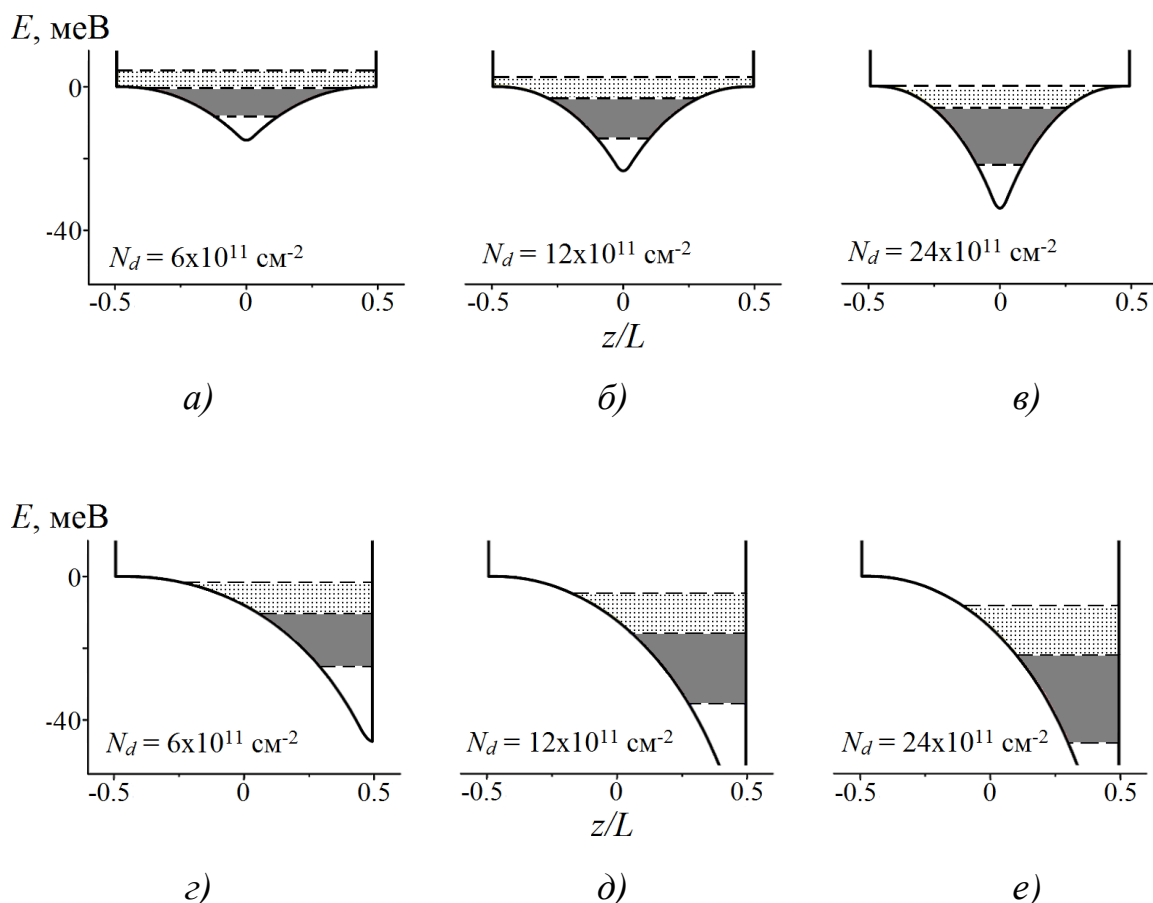 E, меВ
0
-40
N_d = 6x10^11 см^-2
N_d = 12x10^11 см^-2
N_d = 24x10^11 см^-2
-0.5 0 0.5
-0.5 0 0.5
-0.5 0 0.5
z/L
а) б) в)
E, меВ
0
-40
N_d = 6x10^11 см^-2
N_d = 12x10^11 см^-2
N_d = 24x10^11 см^-2
-0.5 0 0.5
-0.5 0 0.5
-0.5 0 0.5
z/L
г) д) е)